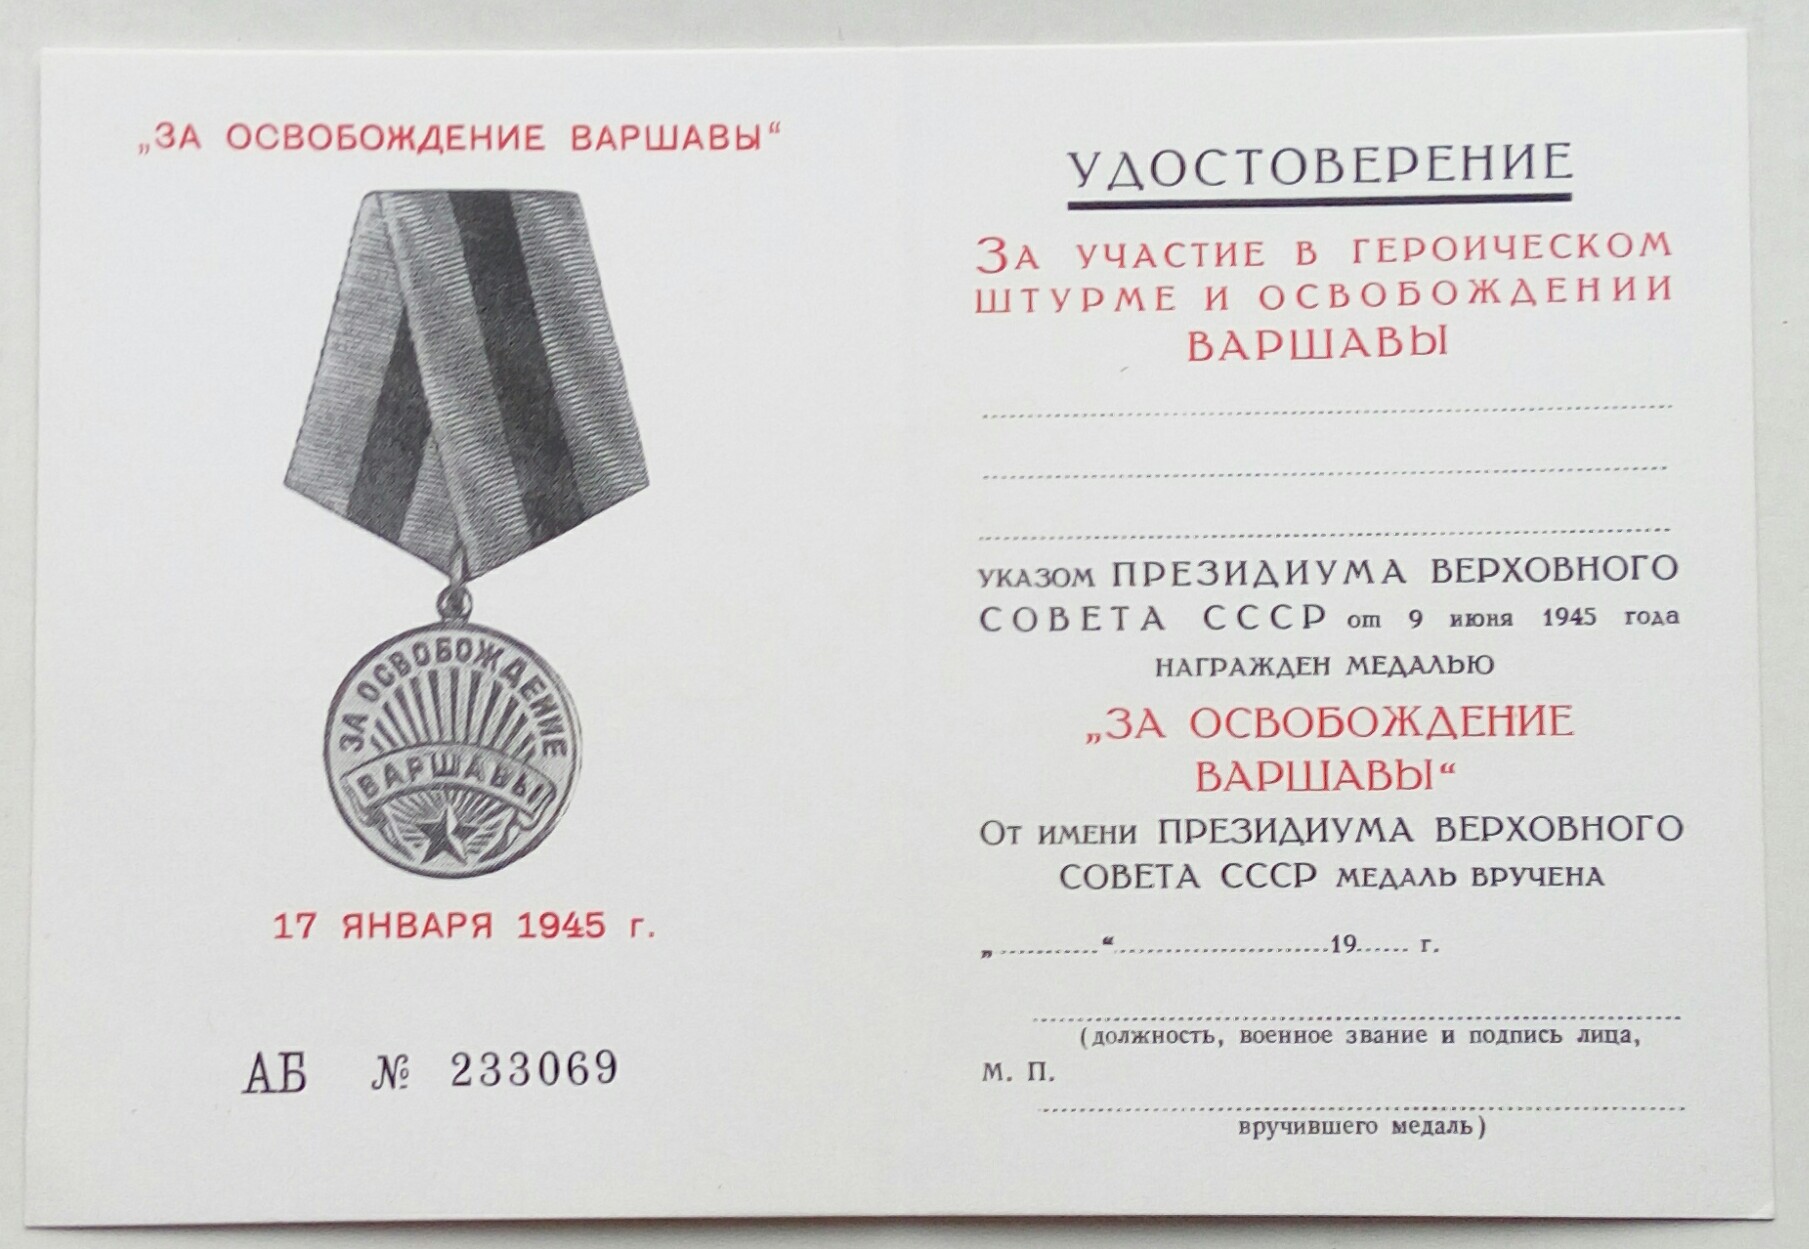 „ЗА ОСВОБОЖДЕНИЕ ВАРШАВЫ“
ЗА ОСВОБОЖДЕНИЕ
ВАРШАВЫ
17 ЯНВАРЯ 1945 г.
АБ № 233069
УДОСТОВЕРЕНИЕ
ЗА УЧАСТИЕ В ГЕРОИЧЕСКОМ
ШТУРМЕ И ОСВОБОЖДЕНИИ
ВАРШАВЫ
УКАЗОМ ПРЕЗИДИУМА ВЕРХОВНОГО
СОВЕТА СССР от 9 июня 1945 года
НАГРАЖДЕН МЕДАЛЬЮ
„ЗА ОСВОБОЖДЕНИЕ
ВАРШАВЫ“
ОТ ИМЕНИ ПРЕЗИДИУМА ВЕРХОВНОГО
СОВЕТА СССР МЕДАЛЬ ВРУЧЕНА
„..........“......................19...... г.
(должность, военное звание и подпись лица,
М. П.
вручившего медаль)